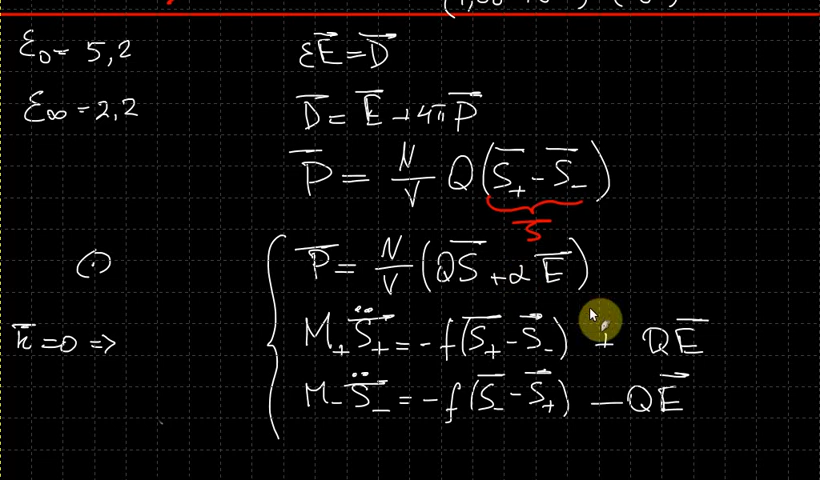 ε₀ = 5,2
εE⃗ = D⃗
ε∞ = 2,2
D̅ = E̅ + 4πP̅
P̅ = N/V Q(S̅₊ - S̅₋)
S̅
P̅ = N/V (QS̅ + αE̅)
k̅ = 0 =>
M₊S̈̅₊ = -f(S̅₊ - S̅₋) + QE̅
M₋S̈̅₋ = -f(S̅₋ - S̅₊) — QE̅